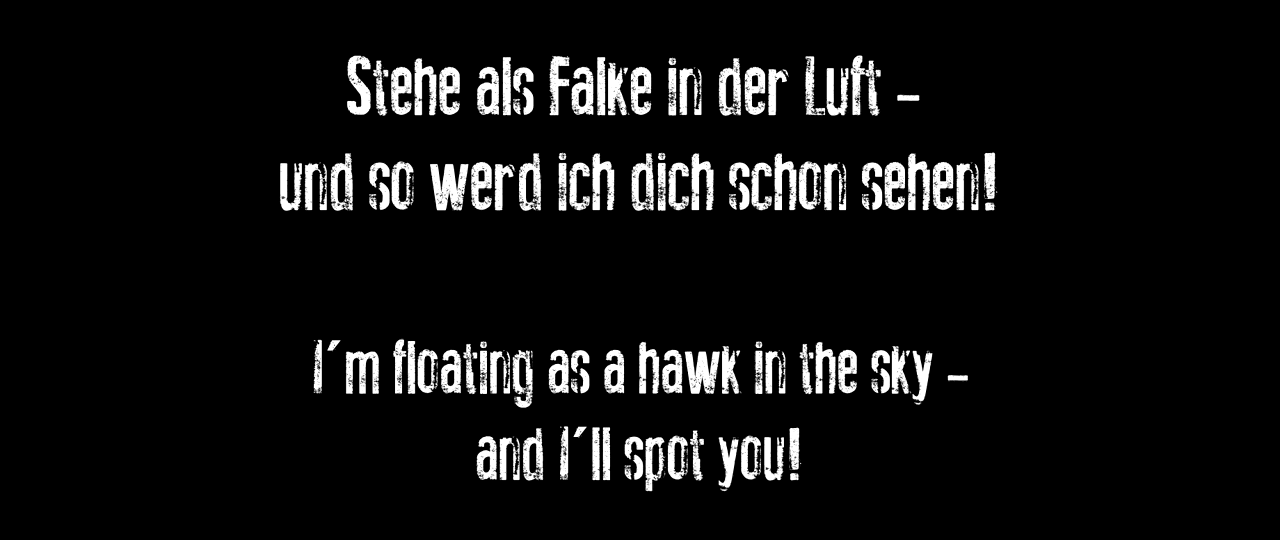 Stehe als Falke in der Luft –
und so werd ich dich schon sehen!
I´m floating as a hawk in the sky –
and I´ll spot you!